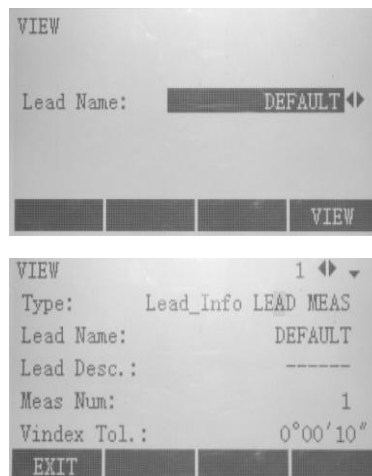 VIEW
Lead Name: DEFAULT
VIEW
VIEW 1
Type: Lead_Info LEAD MEAS
Lead Name: DEFAULT
Lead Desc.: ------
Meas Num: 1
Vindex Tol.: 0°00′10″
EXIT